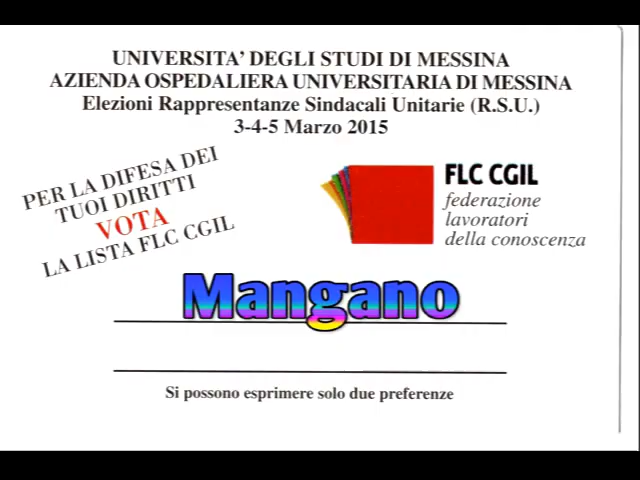 UNIVERSITA' DEGLI STUDI DI MESSINA
AZIENDA OSPEDALIERA UNIVERSITARIA DI MESSINA
Elezioni Rappresentanze Sindacali Unitarie (R.S.U.)
3-4-5 Marzo 2015
PER LA DIFESA DEI
TUOI DIRITTI
VOTA
LA LISTA FLC CGIL
FLC CGIL
federazione
lavoratori
della conoscenza
Mangano
Si possono esprimere solo due preferenze